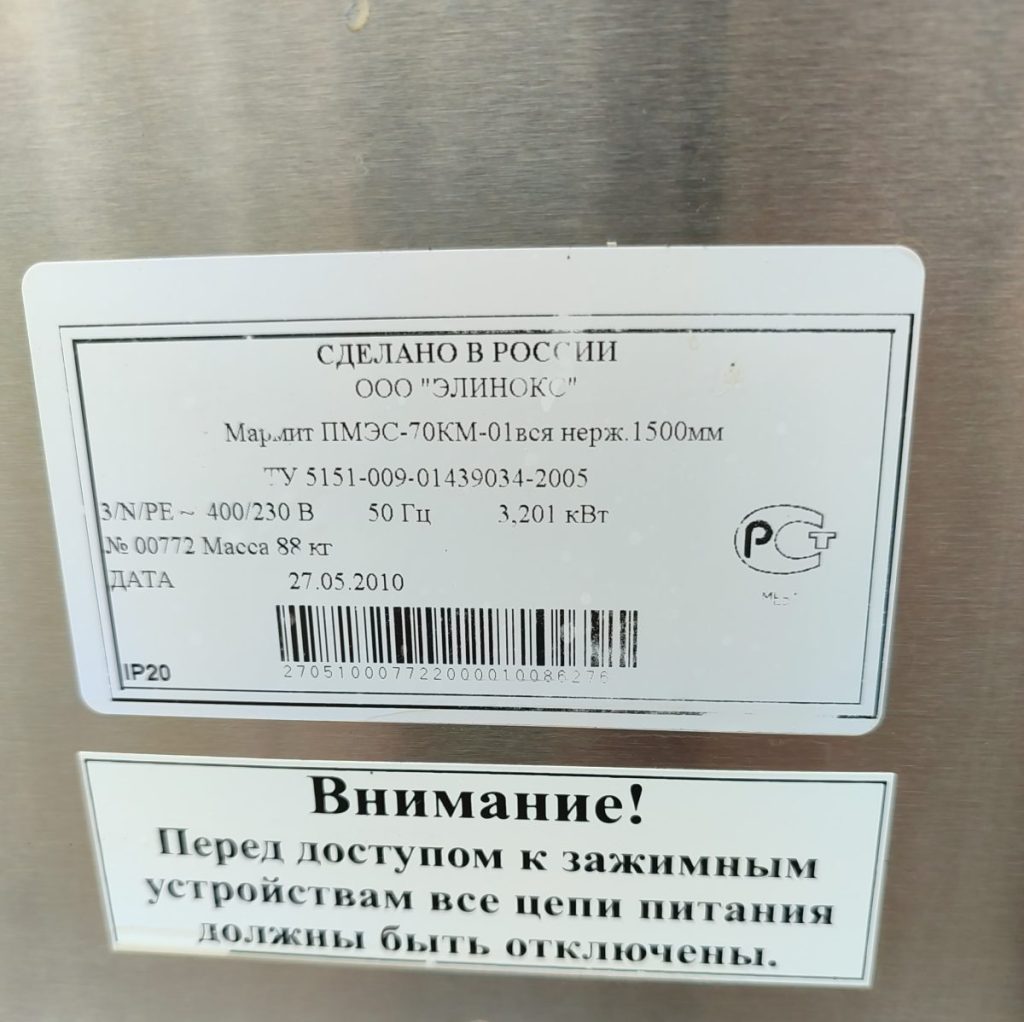 СДЕЛАНО В РОССИИ
ООО "ЭЛИНОКС"
Мармит ПМЭС-70КМ-01вся нерж.1500мм
ТУ 5151-009-01439034-2005
3/N/PE ~ 400/230 В 50 Гц 3,201 кВт
№ 00772 Масса 88 кг
ДАТА 27.05.2010
РСТ
270510007722000010086276
IP20
Внимание!
Перед доступом к зажимным
устройствам все цепи питания
должны быть отключены.